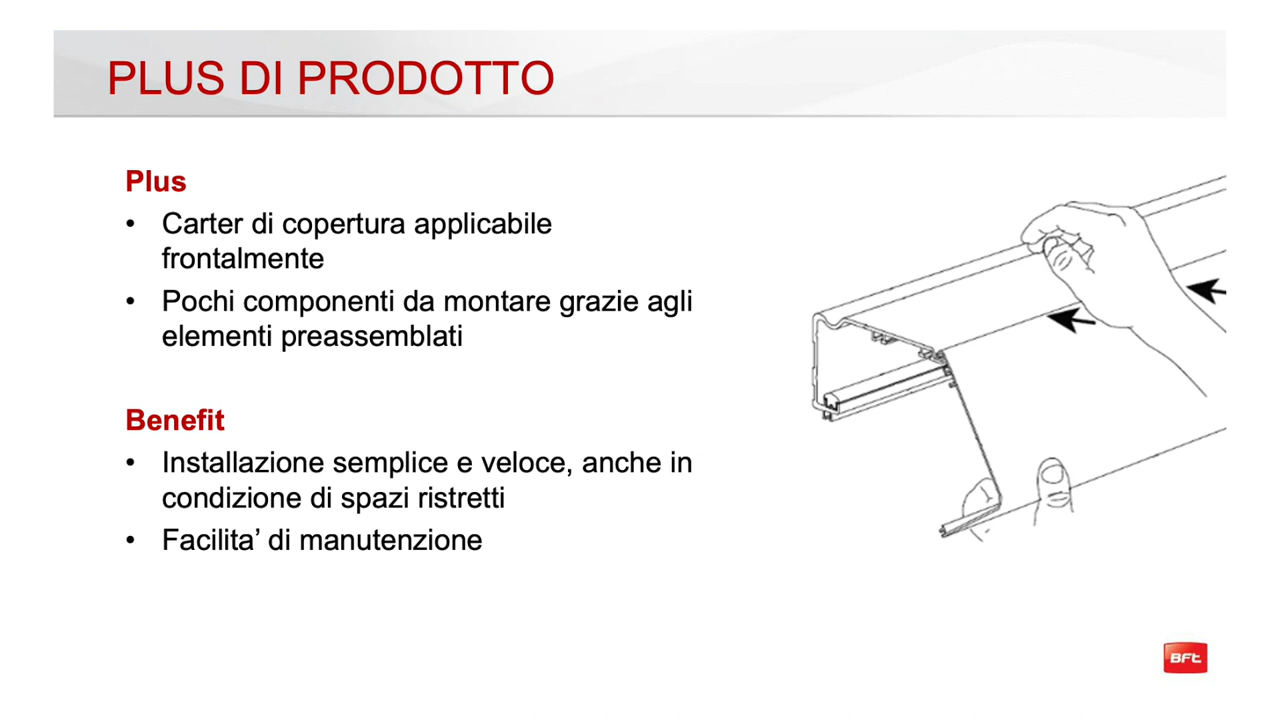 PLUS DI PRODOTTO
Plus
• Carter di copertura applicabile
frontalmente
• Pochi componenti da montare grazie agli
elementi preassemblati
Benefit
• Installazione semplice e veloce, anche in
condizione di spazi ristretti
• Facilita’ di manutenzione
BFt